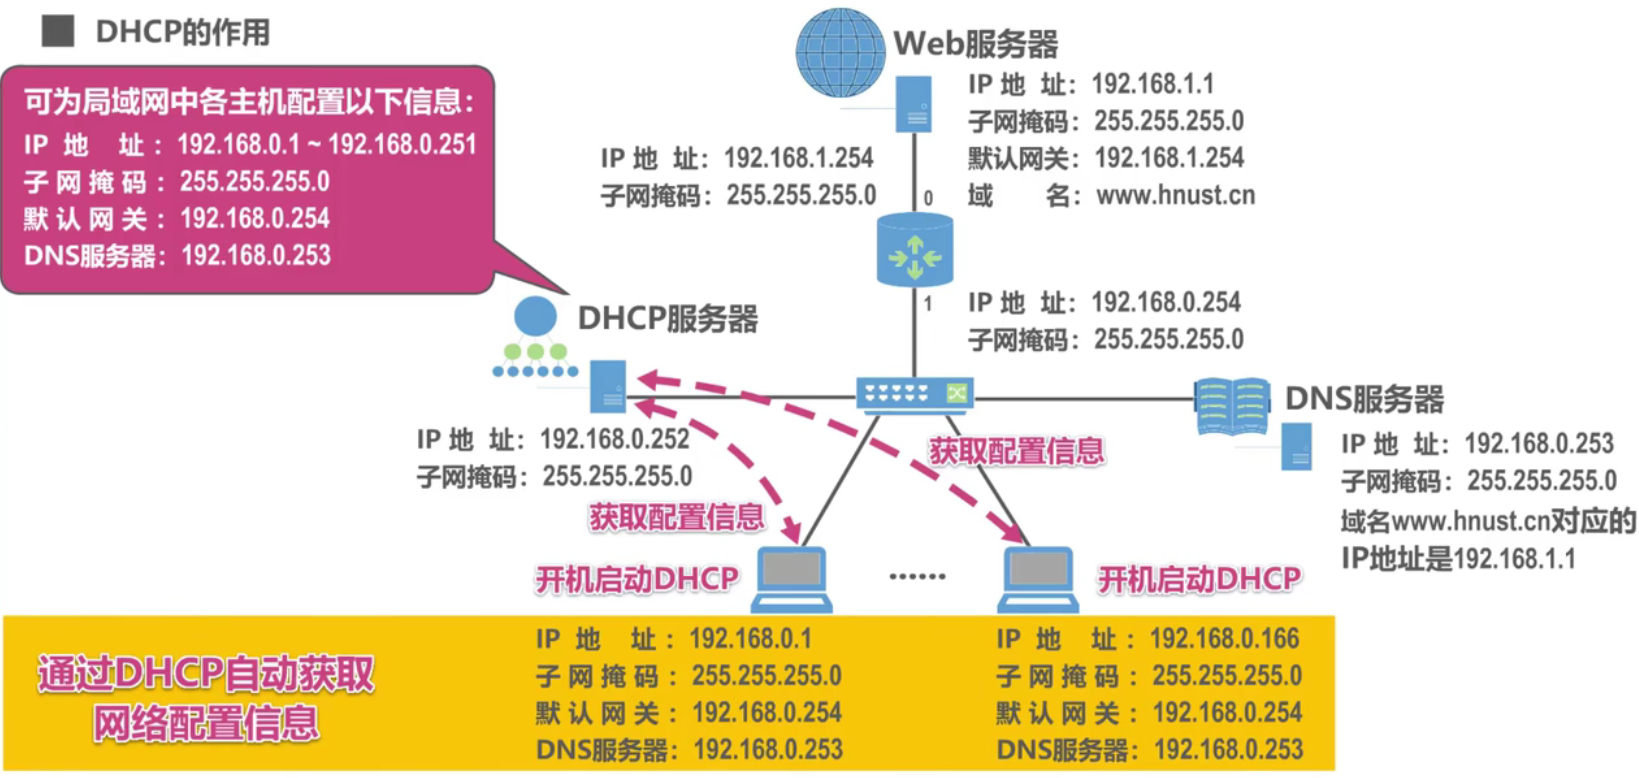 DHCP的作用
可为局域网中各主机配置以下信息：
IP 地 址：192.168.0.1 ~ 192.168.0.251
子网掩码：255.255.255.0
默认网关：192.168.0.254
DNS服务器：192.168.0.253
Web服务器
IP 地 址：192.168.1.1
子网掩码：255.255.255.0
默认网关：192.168.1.254
域 名：www.hnust.cn
IP 地 址：192.168.1.254
子网掩码：255.255.255.0
0
1
IP 地 址：192.168.0.254
子网掩码：255.255.255.0
DHCP服务器
IP 地 址：192.168.0.252
子网掩码：255.255.255.0
DNS服务器
IP 地 址：192.168.0.253
子网掩码：255.255.255.0
域名www.hnust.cn对应的
IP地址是192.168.1.1
获取配置信息
获取配置信息
开机启动DHCP
······
开机启动DHCP
通过DHCP自动获取
网络配置信息
IP 地 址：192.168.0.1
子网掩码：255.255.255.0
默认网关：192.168.0.254
DNS服务器：192.168.0.253
IP 地 址：192.168.0.166
子网掩码：255.255.255.0
默认网关：192.168.0.254
DNS服务器：192.168.0.253